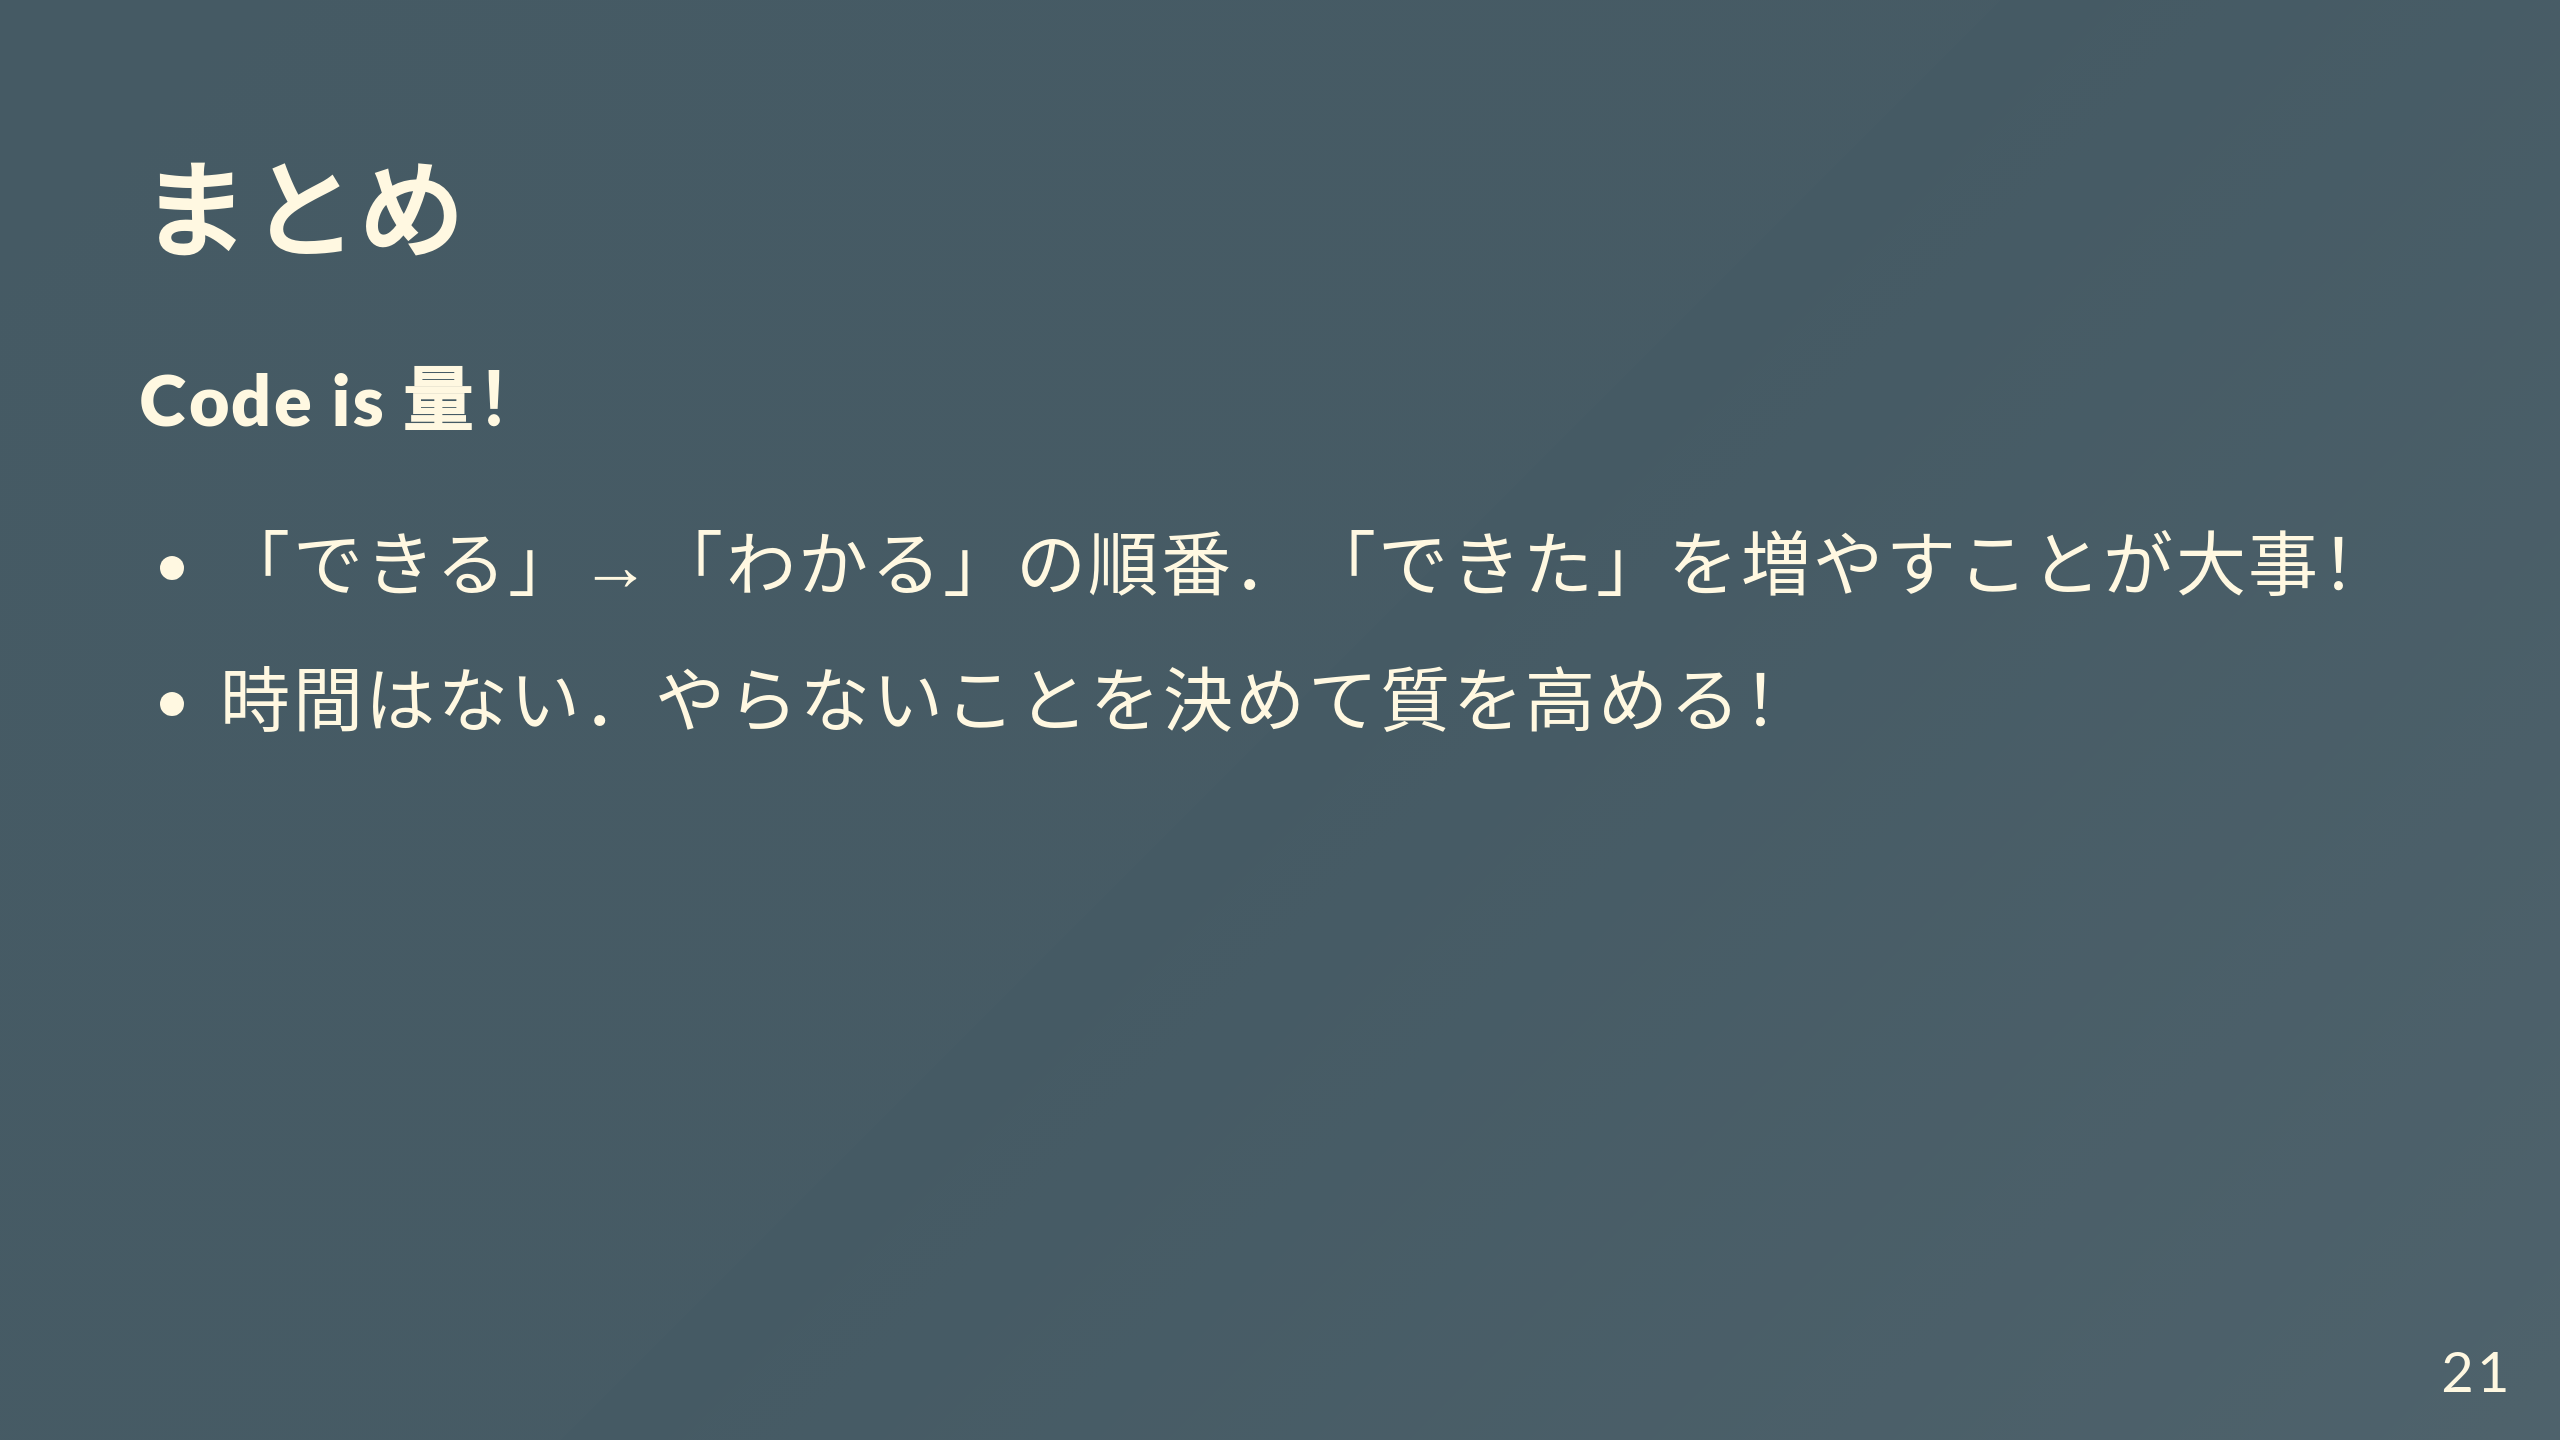 まとめ
Code is 量！
• 「できる」→「わかる」の順番．「できた」を増やすことが大事！
• 時間はない．やらないことを決めて質を高める！
21